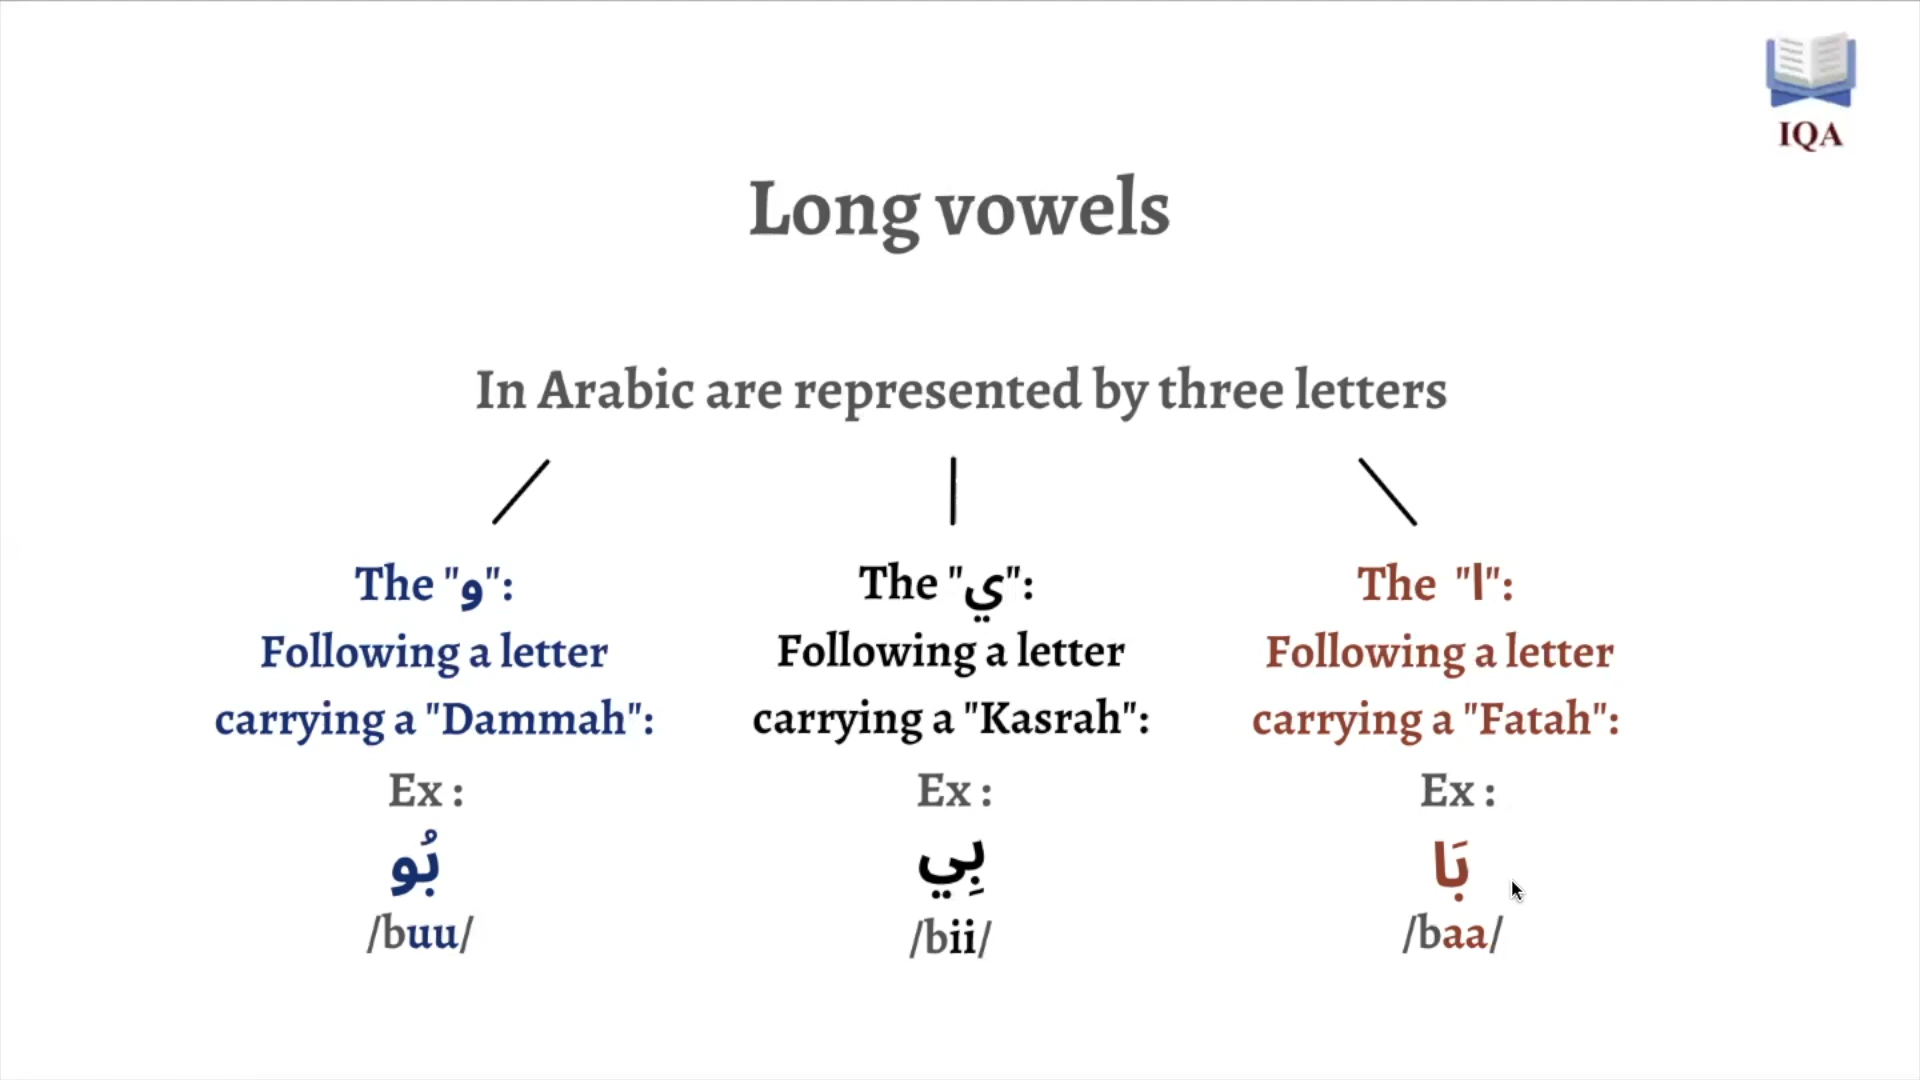 IQA
Long vowels
In Arabic are represented by three letters
The "و":
Following a letter
carrying a "Dammah":
Ex :
بُو
/buu/
The "ي":
Following a letter
carrying a "Kasrah":
Ex :
بِي
/bii/
The "ا":
Following a letter
carrying a "Fatah":
Ex :
بَا
/baa/